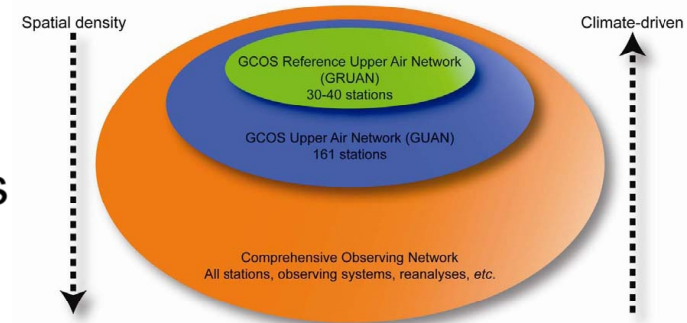 Spatial density
Climate-driven
GCOS Reference Upper Air Network
(GRUAN)
30-40 stations
GCOS Upper Air Network (GUAN)
161 stations
s
Comprehensive Observing Network
All stations, observing systems, reanalyses, etc.